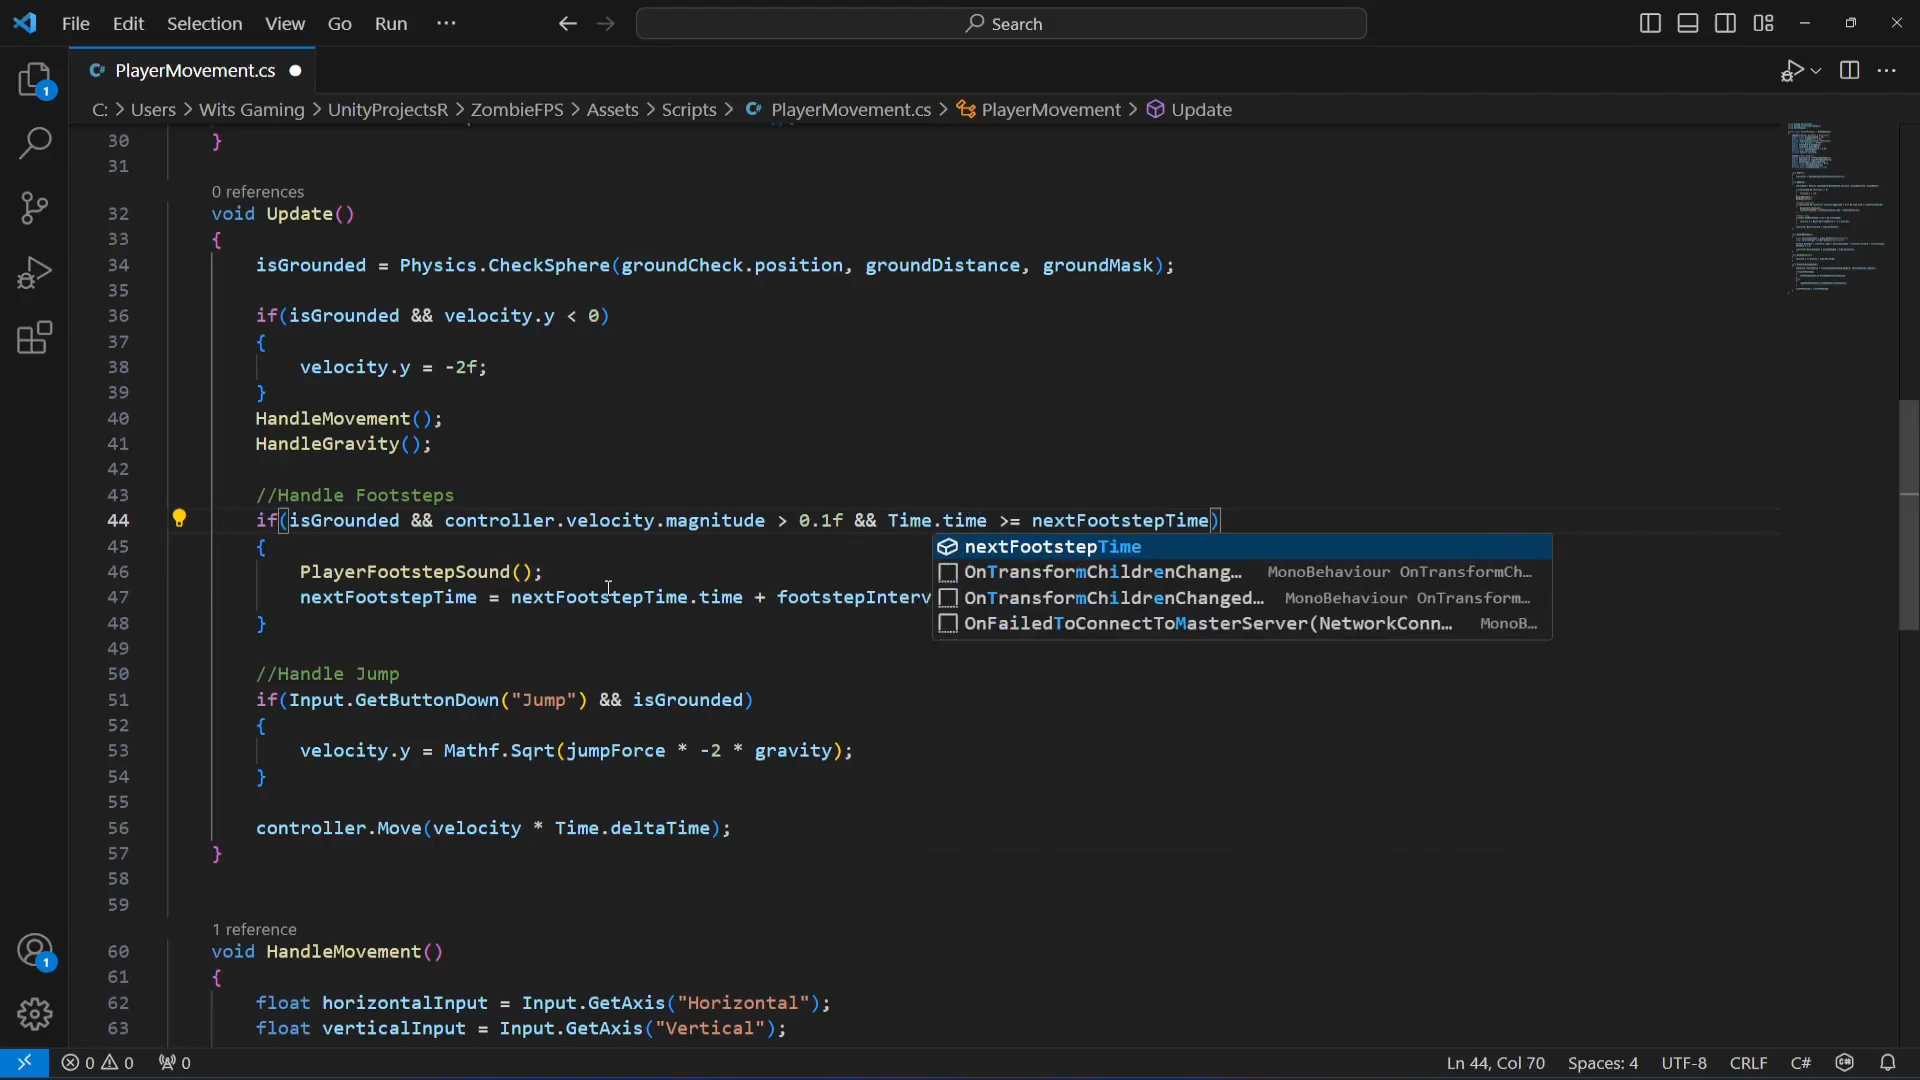 File Edit Selection View Go Run ··· Search
PlayerMovement.cs
C: > Users > Wits Gaming > UnityProjectsR > ZombieFPS > Assets > Scripts > PlayerMovement.cs > PlayerMovement > Update
30 }
31
0 references
32 void Update()
33 {
34 isGrounded = Physics.CheckSphere(groundCheck.position, groundDistance, groundMask);
35
36 if(isGrounded && velocity.y < 0)
37 {
38 velocity.y = -2f;
39 }
40 HandleMovement();
41 HandleGravity();
42
43 //Handle Footsteps
44 if(isGrounded && controller.velocity.magnitude > 0.1f && Time.time >= nextFootstepTime)
45 {
nextFootstepTime
46 PlayerFootstepSound();
OnTransformChildrenChang… MonoBehaviour OnTransformCh…
47 nextFootstepTime = nextFootstepTime.time + footstepInterv
OnTransformChildrenChanged… MonoBehaviour OnTransform…
48 }
OnFailedToConnectToMasterServer(NetworkConn… MonoB…
49
50 //Handle Jump
51 if(Input.GetButtonDown("Jump") && isGrounded)
52 {
53 velocity.y = Mathf.Sqrt(jumpForce * -2 * gravity);
54 }
55
56 controller.Move(velocity * Time.deltaTime);
57 }
58
59
1 reference
60 void HandleMovement()
61 {
62 float horizontalInput = Input.GetAxis("Horizontal");
63 float verticalInput = Input.GetAxis("Vertical");
1
1
0 0 0 Ln 44, Col 70 Spaces: 4 UTF-8 CRLF C#